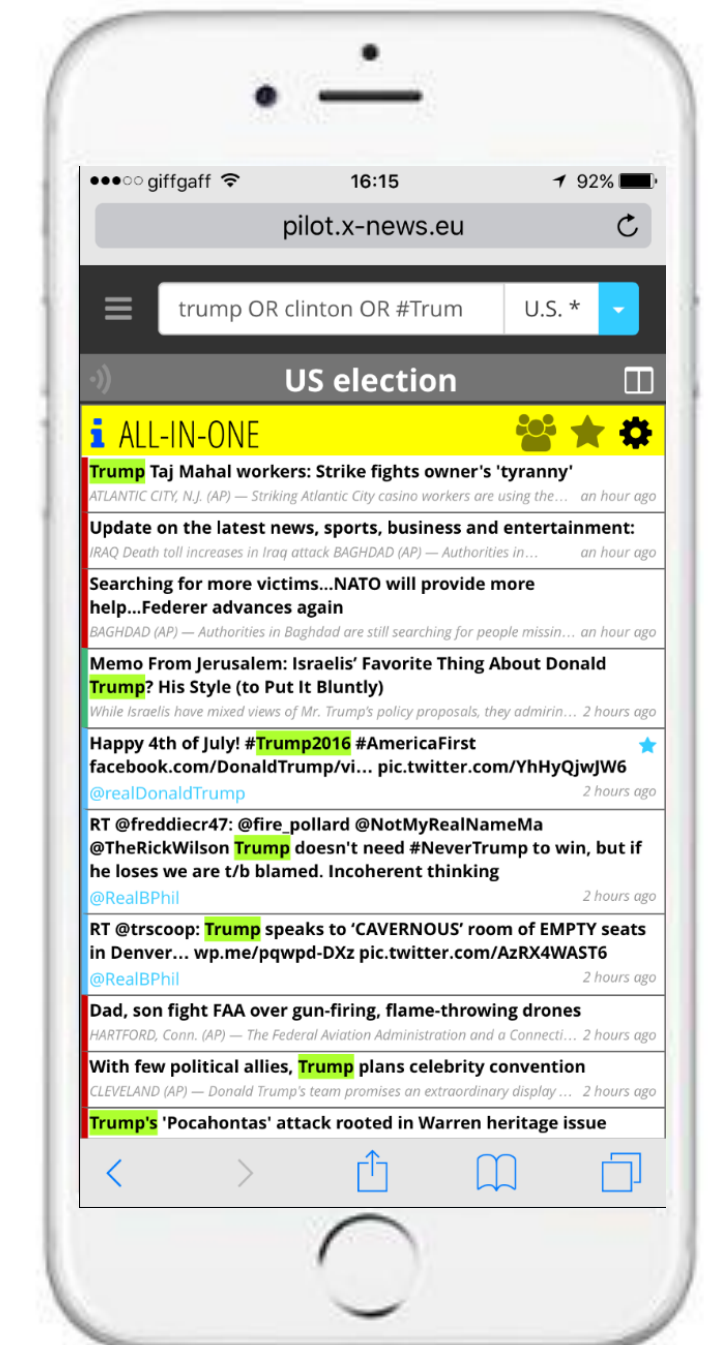 giffgaff 16:15 92%
pilot.x-news.eu
trump OR clinton OR #Trum U.S. *
US election
i ALL-IN-ONE
Trump Taj Mahal workers: Strike fights owner's 'tyranny'
ATLANTIC CITY, N.J. (AP) — Striking Atlantic City casino workers are using the... an hour ago
Update on the latest news, sports, business and entertainment:
IRAQ Death toll increases in Iraq attack BAGHDAD (AP) — Authorities in... an hour ago
Searching for more victims...NATO will provide more
help...Federer advances again
BAGHDAD (AP) — Authorities in Baghdad are still searching for people missin... an hour ago
Memo From Jerusalem: Israelis’ Favorite Thing About Donald
Trump? His Style (to Put It Bluntly)
While Israelis have mixed views of Mr. Trump’s policy proposals, they admirin... 2 hours ago
Happy 4th of July! #Trump2016 #AmericaFirst
facebook.com/DonaldTrump/vi... pic.twitter.com/YhHyQjwJW6
@realDonaldTrump 2 hours ago
RT @freddiecr47: @fire_pollard @NotMyRealNameMa
@TheRickWilson Trump doesn't need #NeverTrump to win, but if
he loses we are t/b blamed. Incoherent thinking
@RealBPhil 2 hours ago
RT @trscoop: Trump speaks to ‘CAVERNOUS’ room of EMPTY seats
in Denver... wp.me/pqwpd-DXz pic.twitter.com/AzRX4WAST6
@RealBPhil 2 hours ago
Dad, son fight FAA over gun-firing, flame-throwing drones
HARTFORD, Conn. (AP) — The Federal Aviation Administration and a Connecti... 2 hours ago
With few political allies, Trump plans celebrity convention
CLEVELAND (AP) — Donald Trump's team promises an extraordinary display ... 2 hours ago
Trump's 'Pocahontas' attack rooted in Warren heritage issue